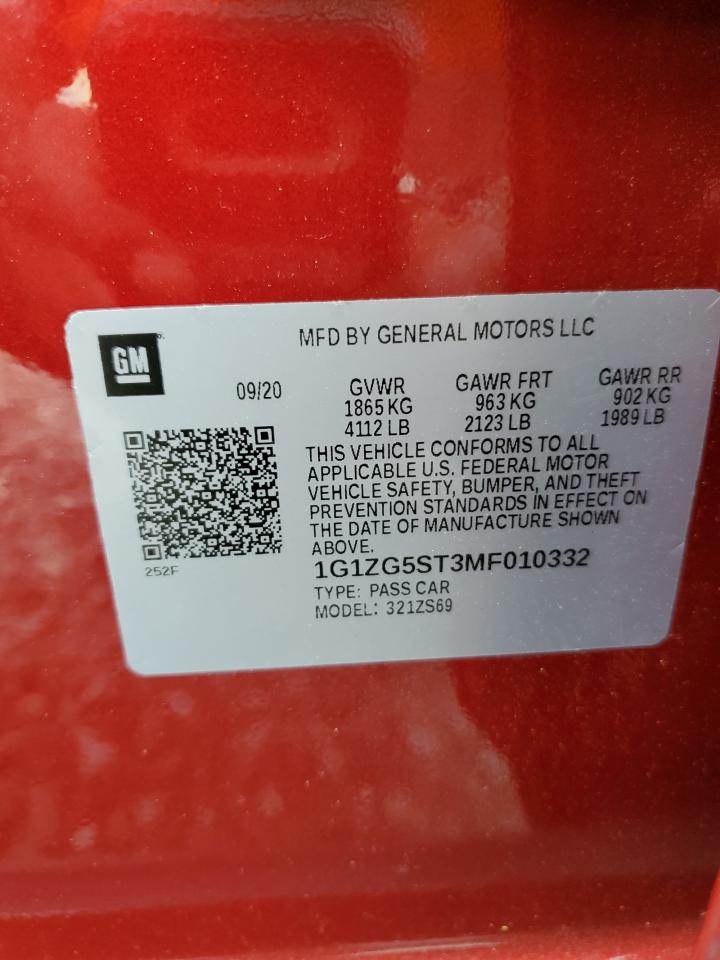 GM
MFD BY GENERAL MOTORS LLC
09/20
GVWR
1865 KG
4112 LB
GAWR FRT
963 KG
2123 LB
GAWR RR
902 KG
1989 LB
THIS VEHICLE CONFORMS TO ALL
APPLICABLE U.S. FEDERAL MOTOR
VEHICLE SAFETY, BUMPER, AND THEFT
PREVENTION STANDARDS IN EFFECT ON
THE DATE OF MANUFACTURE SHOWN
ABOVE.
252F
1G1ZG5ST3MF010332
TYPE: PASS CAR
MODEL: 321ZS69